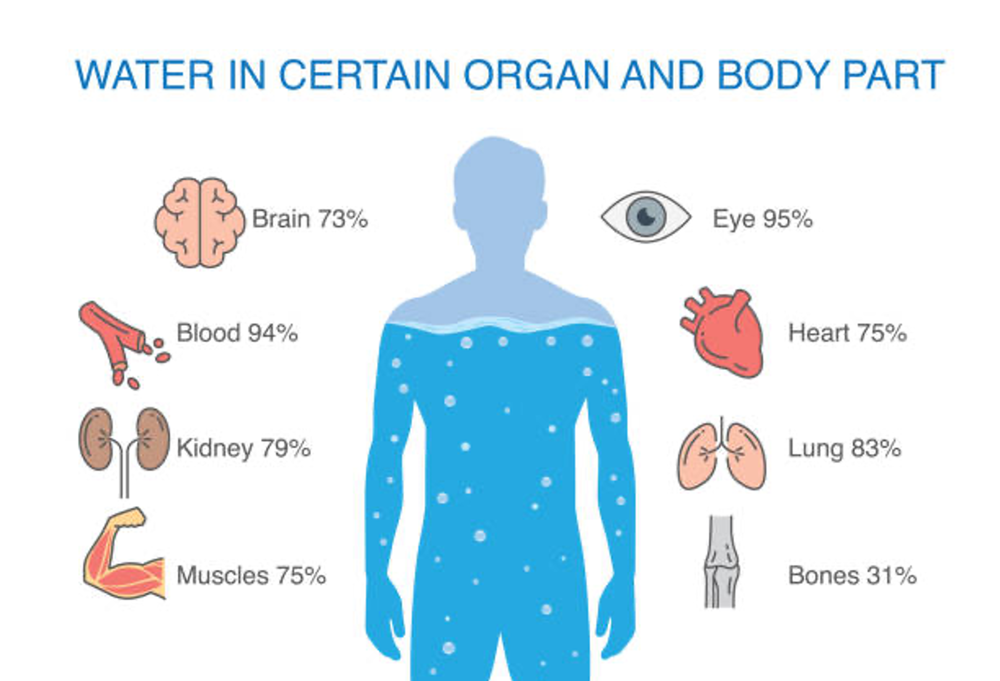 WATER IN CERTAIN ORGAN AND BODY PART
Brain 73%
Eye 95%
Blood 94%
Heart 75%
Kidney 79%
Lung 83%
Muscles 75%
Bones 31%